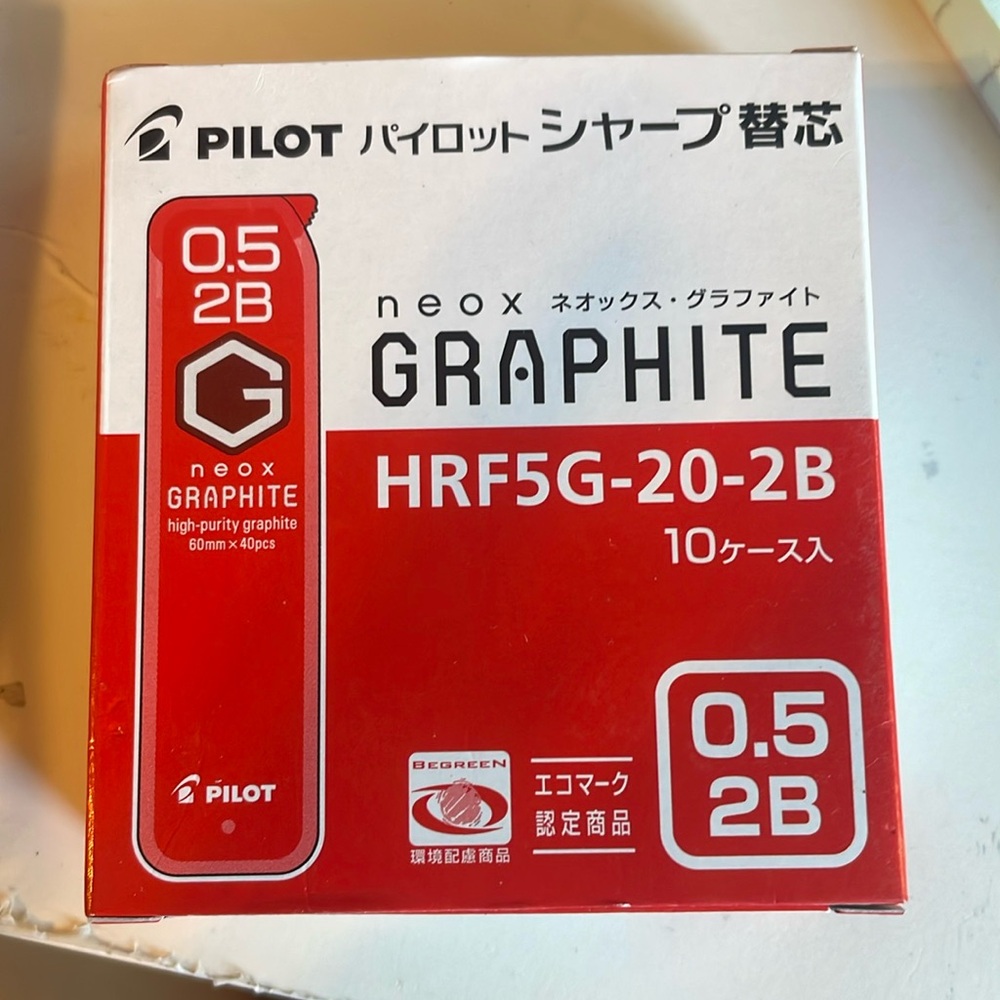 PILOT パイロット シャープ 替芯
0.5
2B
G
neox
GRAPHITE
high-purity graphite
60mm×40pcs
PILOT
neox ネオックス・グラファイト
GRAPHITE
HRF5G-20-2B
10ケース入
BEGREEN
環境配慮商品
エコマーク
認定商品
0.5
2B